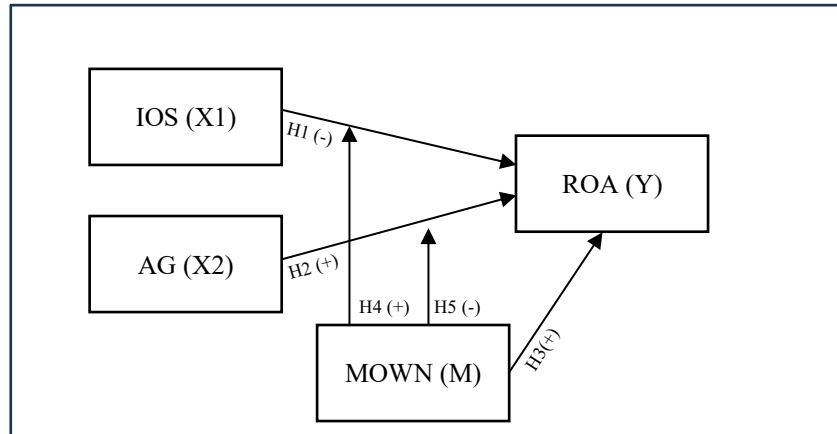 IOS (X1)
H1 (-)
ROA (Y)
AG (X2)
H2 (+)
H4 (+)
H5 (-)
MOWN (M)
H3(+)